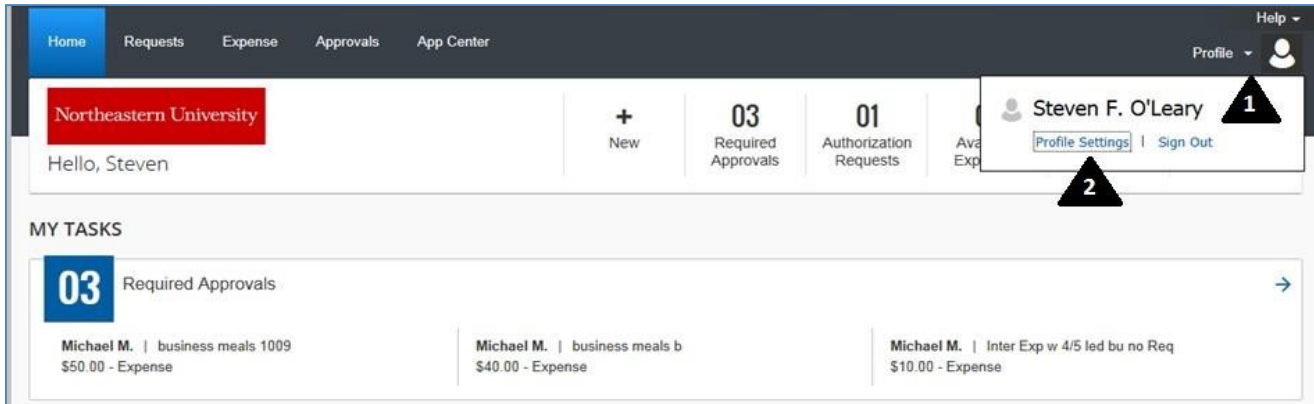 Help
Home Requests Expense Approvals App Center
Profile
Northeastern University
Hello, Steven
+
New
03
Required
Approvals
01
Authorization
Requests
Ava
Exp
Steven F. O'Leary
1
Profile Settings | Sign Out
2
MY TASKS
03 Required Approvals
Michael M. | business meals 1009
$50.00 - Expense
Michael M. | business meals b
$40.00 - Expense
Michael M. | Inter Exp w 4/5 led bu no Req
$10.00 - Expense